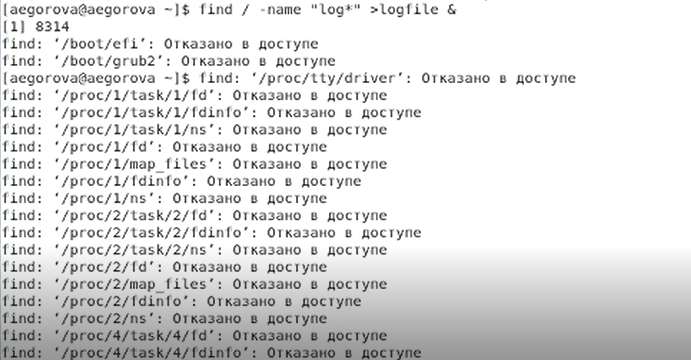 [aegorova@aegorova ~]$ find / -name "log*" >logfile &
[1] 8314
find: ‘/boot/efi’: Отказано в доступе
find: ‘/boot/grub2’: Отказано в доступе
[aegorova@aegorova ~]$ find: ‘/proc/tty/driver’: Отказано в доступе
find: ‘/proc/1/task/1/fd’: Отказано в доступе
find: ‘/proc/1/task/1/fdinfo’: Отказано в доступе
find: ‘/proc/1/task/1/ns’: Отказано в доступе
find: ‘/proc/1/fd’: Отказано в доступе
find: ‘/proc/1/map_files’: Отказано в доступе
find: ‘/proc/1/fdinfo’: Отказано в доступе
find: ‘/proc/1/ns’: Отказано в доступе
find: ‘/proc/2/task/2/fd’: Отказано в доступе
find: ‘/proc/2/task/2/fdinfo’: Отказано в доступе
find: ‘/proc/2/task/2/ns’: Отказано в доступе
find: ‘/proc/2/fd’: Отказано в доступе
find: ‘/proc/2/map_files’: Отказано в доступе
find: ‘/proc/2/fdinfo’: Отказано в доступе
find: ‘/proc/2/ns’: Отказано в доступе
find: ‘/proc/4/task/4/fd’: Отказано в доступе
find: ‘/proc/4/task/4/fdinfo’: Отказано в доступе